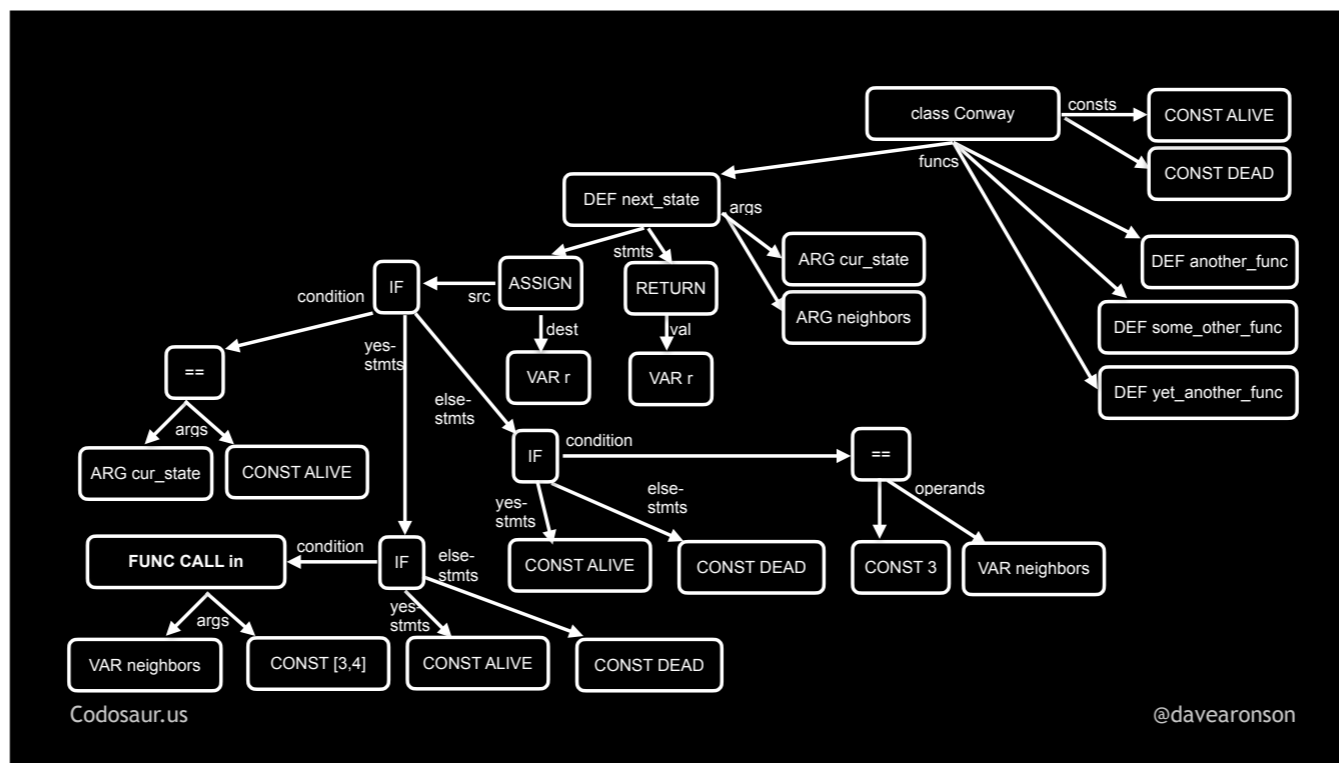 class Conway
consts
CONST ALIVE
CONST DEAD
funcs
DEF next_state
args
ARG cur_state
ARG neighbors
DEF another_func
DEF some_other_func
DEF yet_another_func
stmts
ASSIGN
RETURN
src
IF
condition
dest
val
VAR r
VAR r
==
yes-
stmts
else-
stmts
args
ARG cur_state
CONST ALIVE
IF
condition
==
operands
yes-
stmts
else-
stmts
CONST ALIVE
CONST DEAD
CONST 3
VAR neighbors
FUNC CALL in
condition
IF
else-
stmts
yes-
stmts
args
VAR neighbors
CONST [3,4]
CONST ALIVE
CONST DEAD
Codosaur.us
@davearonson